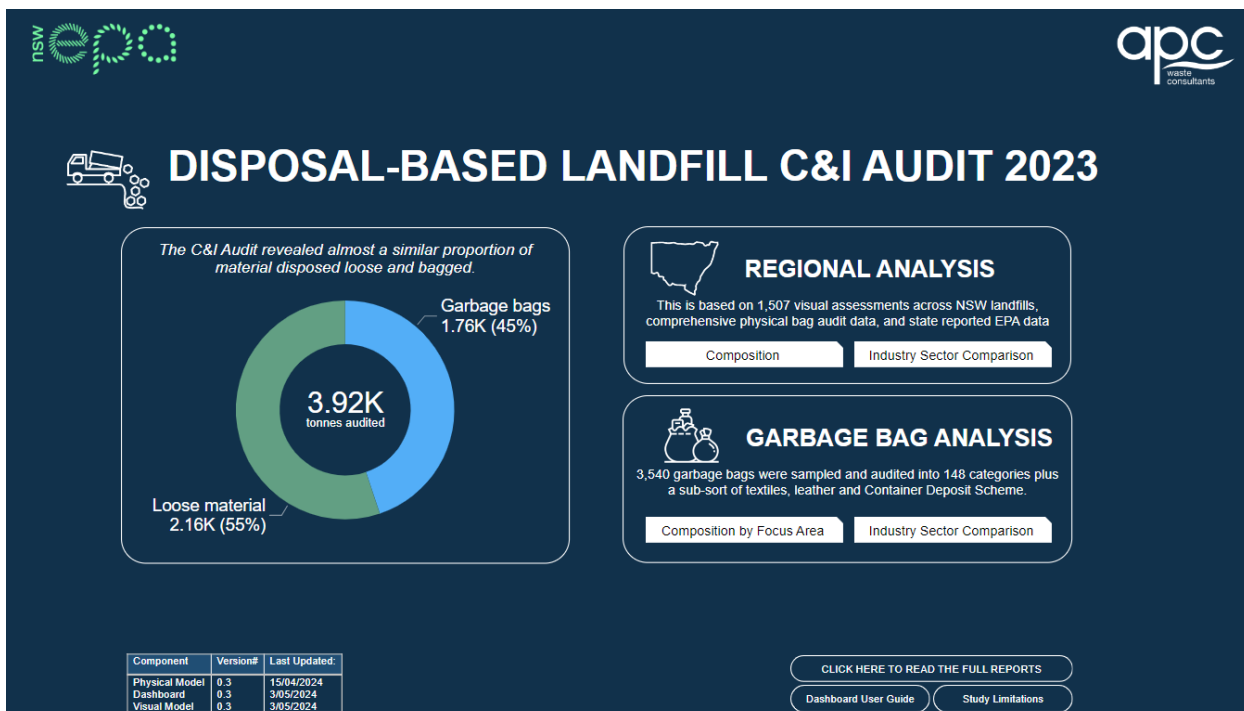 nsw epa
apc
waste
consultants
DISPOSAL-BASED LANDFILL C&I AUDIT 2023
The C&I Audit revealed almost a similar proportion of
material disposed loose and bagged.
Garbage bags
1.76K (45%)
3.92K
tonnes audited
Loose material
2.16K (55%)
REGIONAL ANALYSIS
This is based on 1,507 visual assessments across NSW landfills,
comprehensive physical bag audit data, and state reported EPA data
Composition
Industry Sector Comparison
GARBAGE BAG ANALYSIS
3,540 garbage bags were sampled and audited into 148 categories plus
a sub-sort of textiles, leather and Container Deposit Scheme.
Composition by Focus Area
Industry Sector Comparison
Component Version# Last Updated:
Physical Model 0.3 15/04/2024
Dashboard 0.3 3/05/2024
Visual Model 0.3 3/05/2024
CLICK HERE TO READ THE FULL REPORTS
Dashboard User Guide
Study Limitations